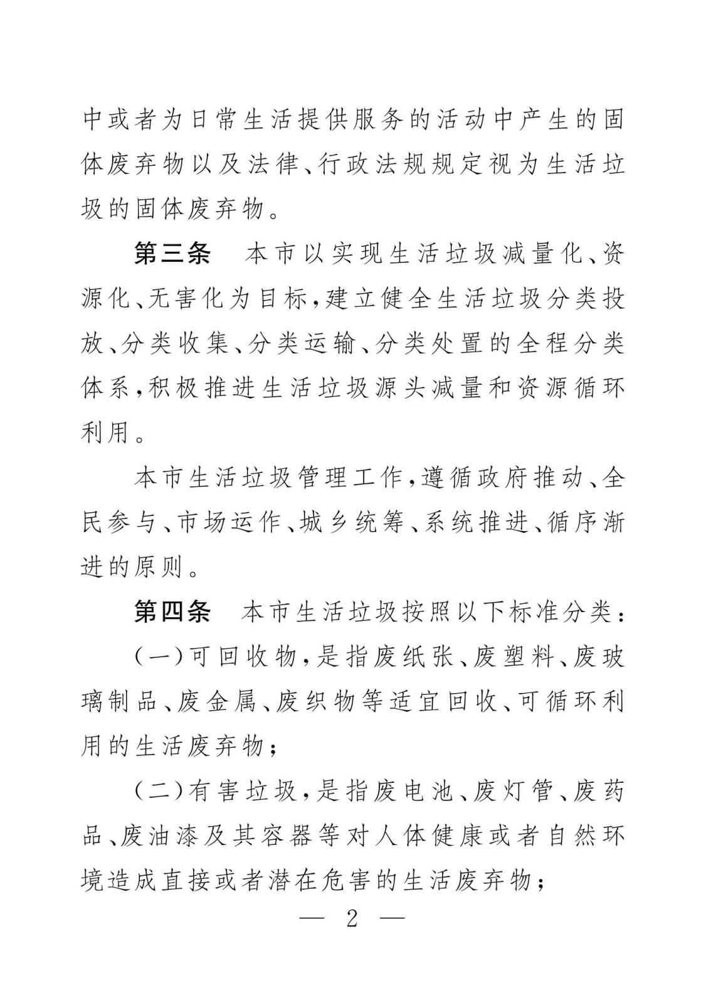 中或者为日常生活提供服务的活动中产生的固
体废弃物以及法律、行政法规规定视为生活垃
圾的固体废弃物。
第三条　本市以实现生活垃圾减量化、资
源化、无害化为目标,建立健全生活垃圾分类投
放、分类收集、分类运输、分类处置的全程分类
体系,积极推进生活垃圾源头减量和资源循环
利用。
本市生活垃圾管理工作,遵循政府推动、全
民参与、市场运作、城乡统筹、系统推进、循序渐
进的原则。
第四条　本市生活垃圾按照以下标准分类:
(一)可回收物,是指废纸张、废塑料、废玻
璃制品、废金属、废织物等适宜回收、可循环利
用的生活废弃物;
(二)有害垃圾,是指废电池、废灯管、废药
品、废油漆及其容器等对人体健康或者自然环
境造成直接或者潜在危害的生活废弃物;
— 2 —